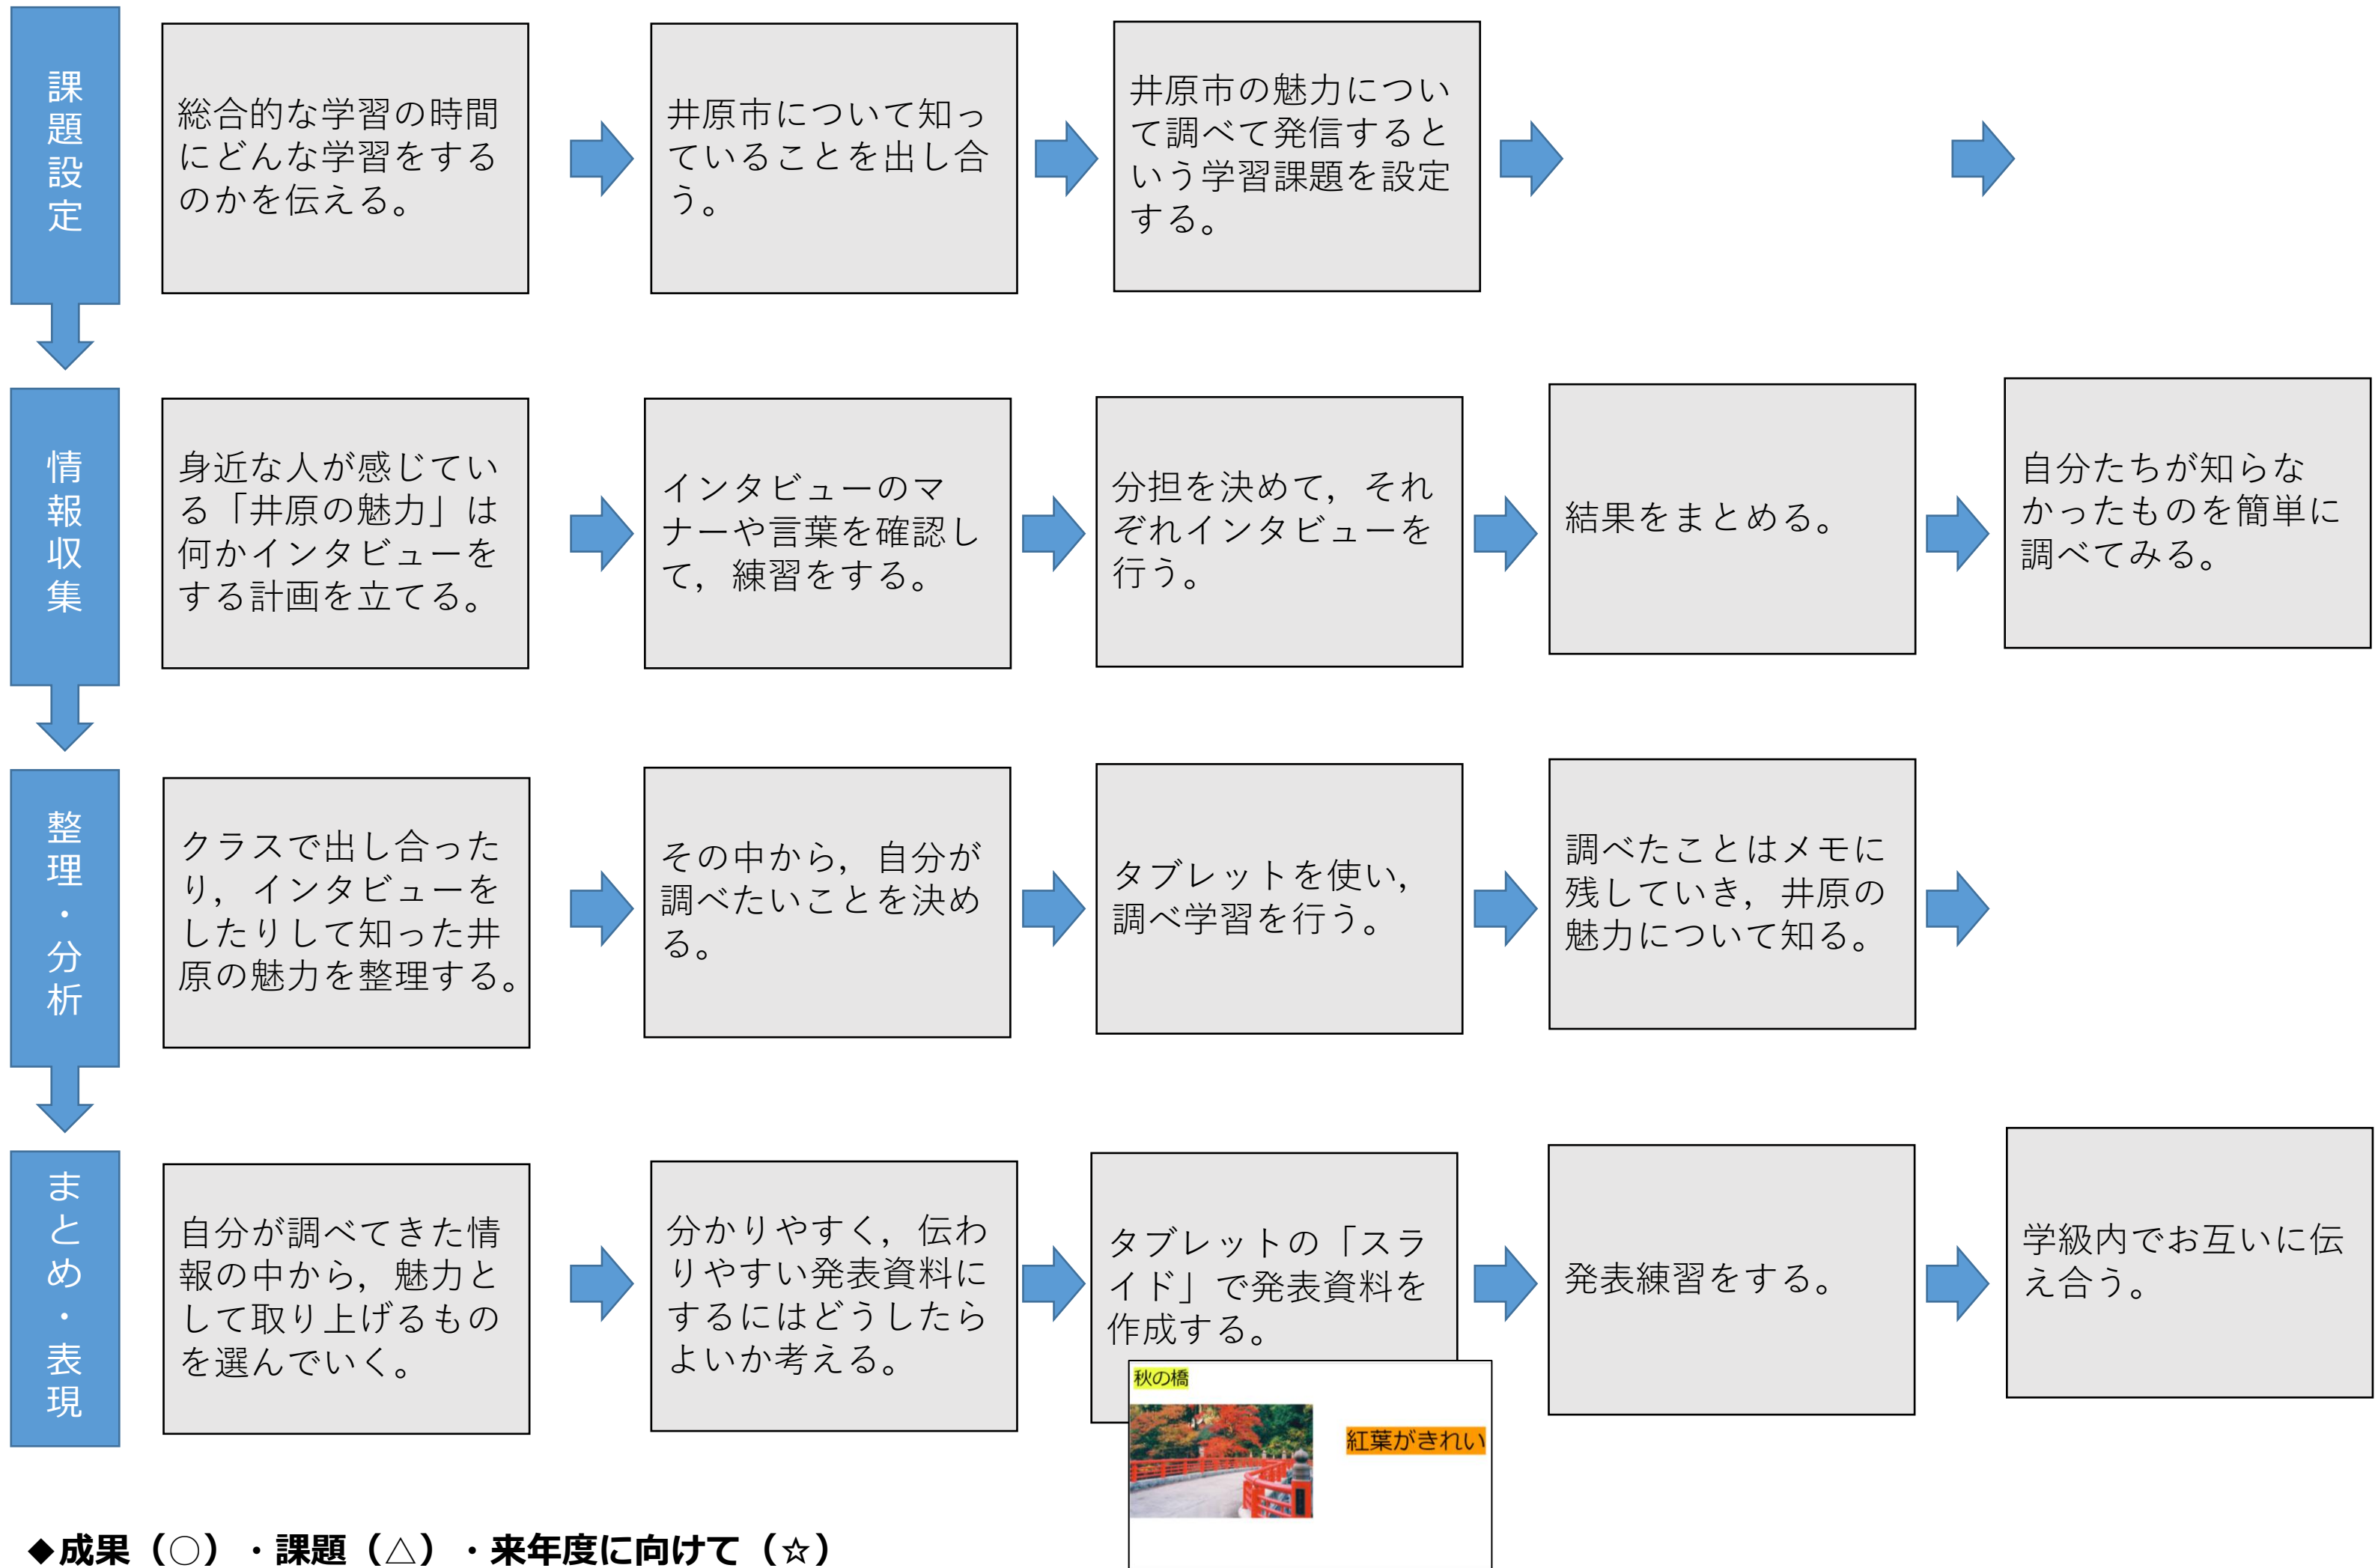 課題設定
総合的な学習の時間
にどんな学習をする
のかを伝える。
井原市について知っ
ていることを出し合
う。
井原市の魅力につい
て調べて発信すると
いう学習課題を設定
する。
情報収集
身近な人が感じてい
る「井原の魅力」は
何かインタビューを
する計画を立てる。
インタビューのマ
ナーや言葉を確認し
て，練習をする。
分担を決めて，それ
ぞれインタビューを
行う。
結果をまとめる。
自分たちが知らな
かったものを簡単に
調べてみる。
整理・分析
クラスで出し合った
り，インタビューを
したりして知った井
原の魅力を整理する。
その中から，自分が
調べたいことを決め
る。
タブレットを使い，
調べ学習を行う。
調べたことはメモに
残していき，井原の
魅力について知る。
まとめ・表現
自分が調べてきた情
報の中から，魅力と
して取り上げるもの
を選んでいく。
分かりやすく，伝わ
りやすい発表資料に
するにはどうしたら
よいか考える。
タブレットの「スラ
イド」で発表資料を
作成する。
秋の橋
紅葉がきれい
発表練習をする。
学級内でお互いに伝
え合う。
◆成果（○）・課題（△）・来年度に向けて（☆）